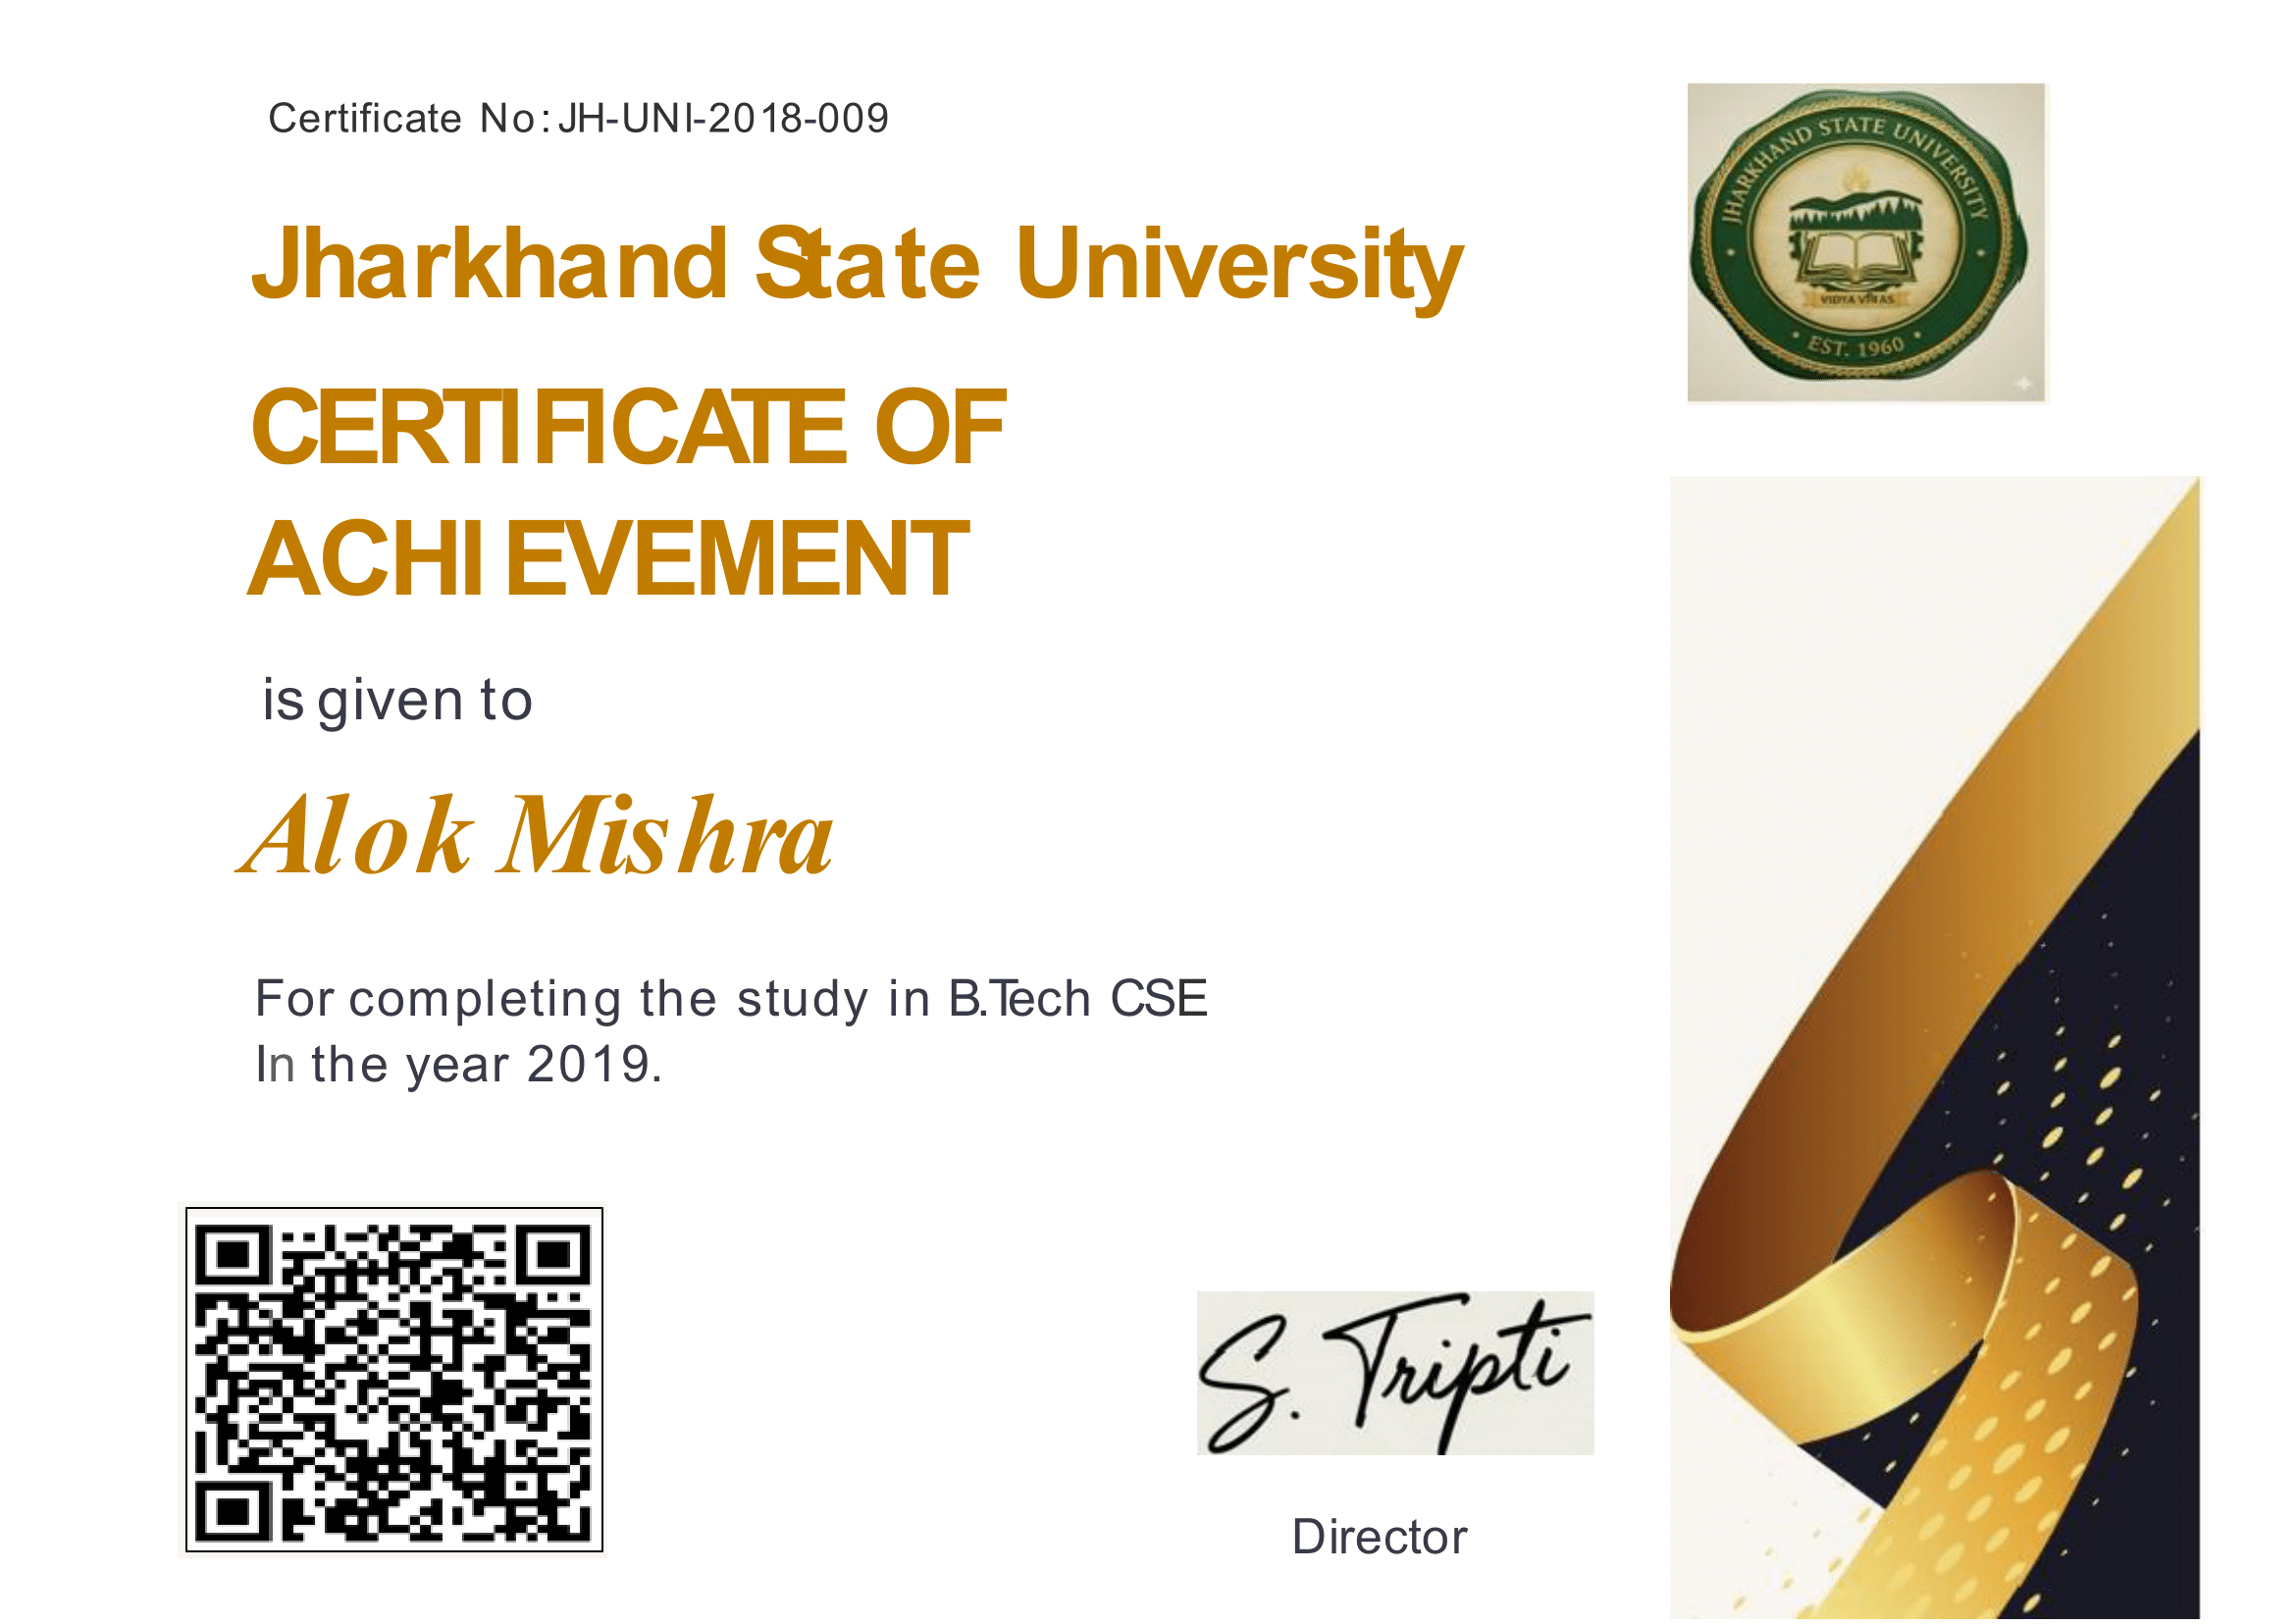 Certificate No: JH-UNI-2018-009
JHARKHAND STATE UNIVERSITY
VIDYA VIRAS
EST. 1960
Jharkhand State University
CERTIFICATE OF
ACHIEVEMENT
is given to
Alok Mishra
For completing the study in B.Tech CSE
In the year 2019.
S. Tripti
Director